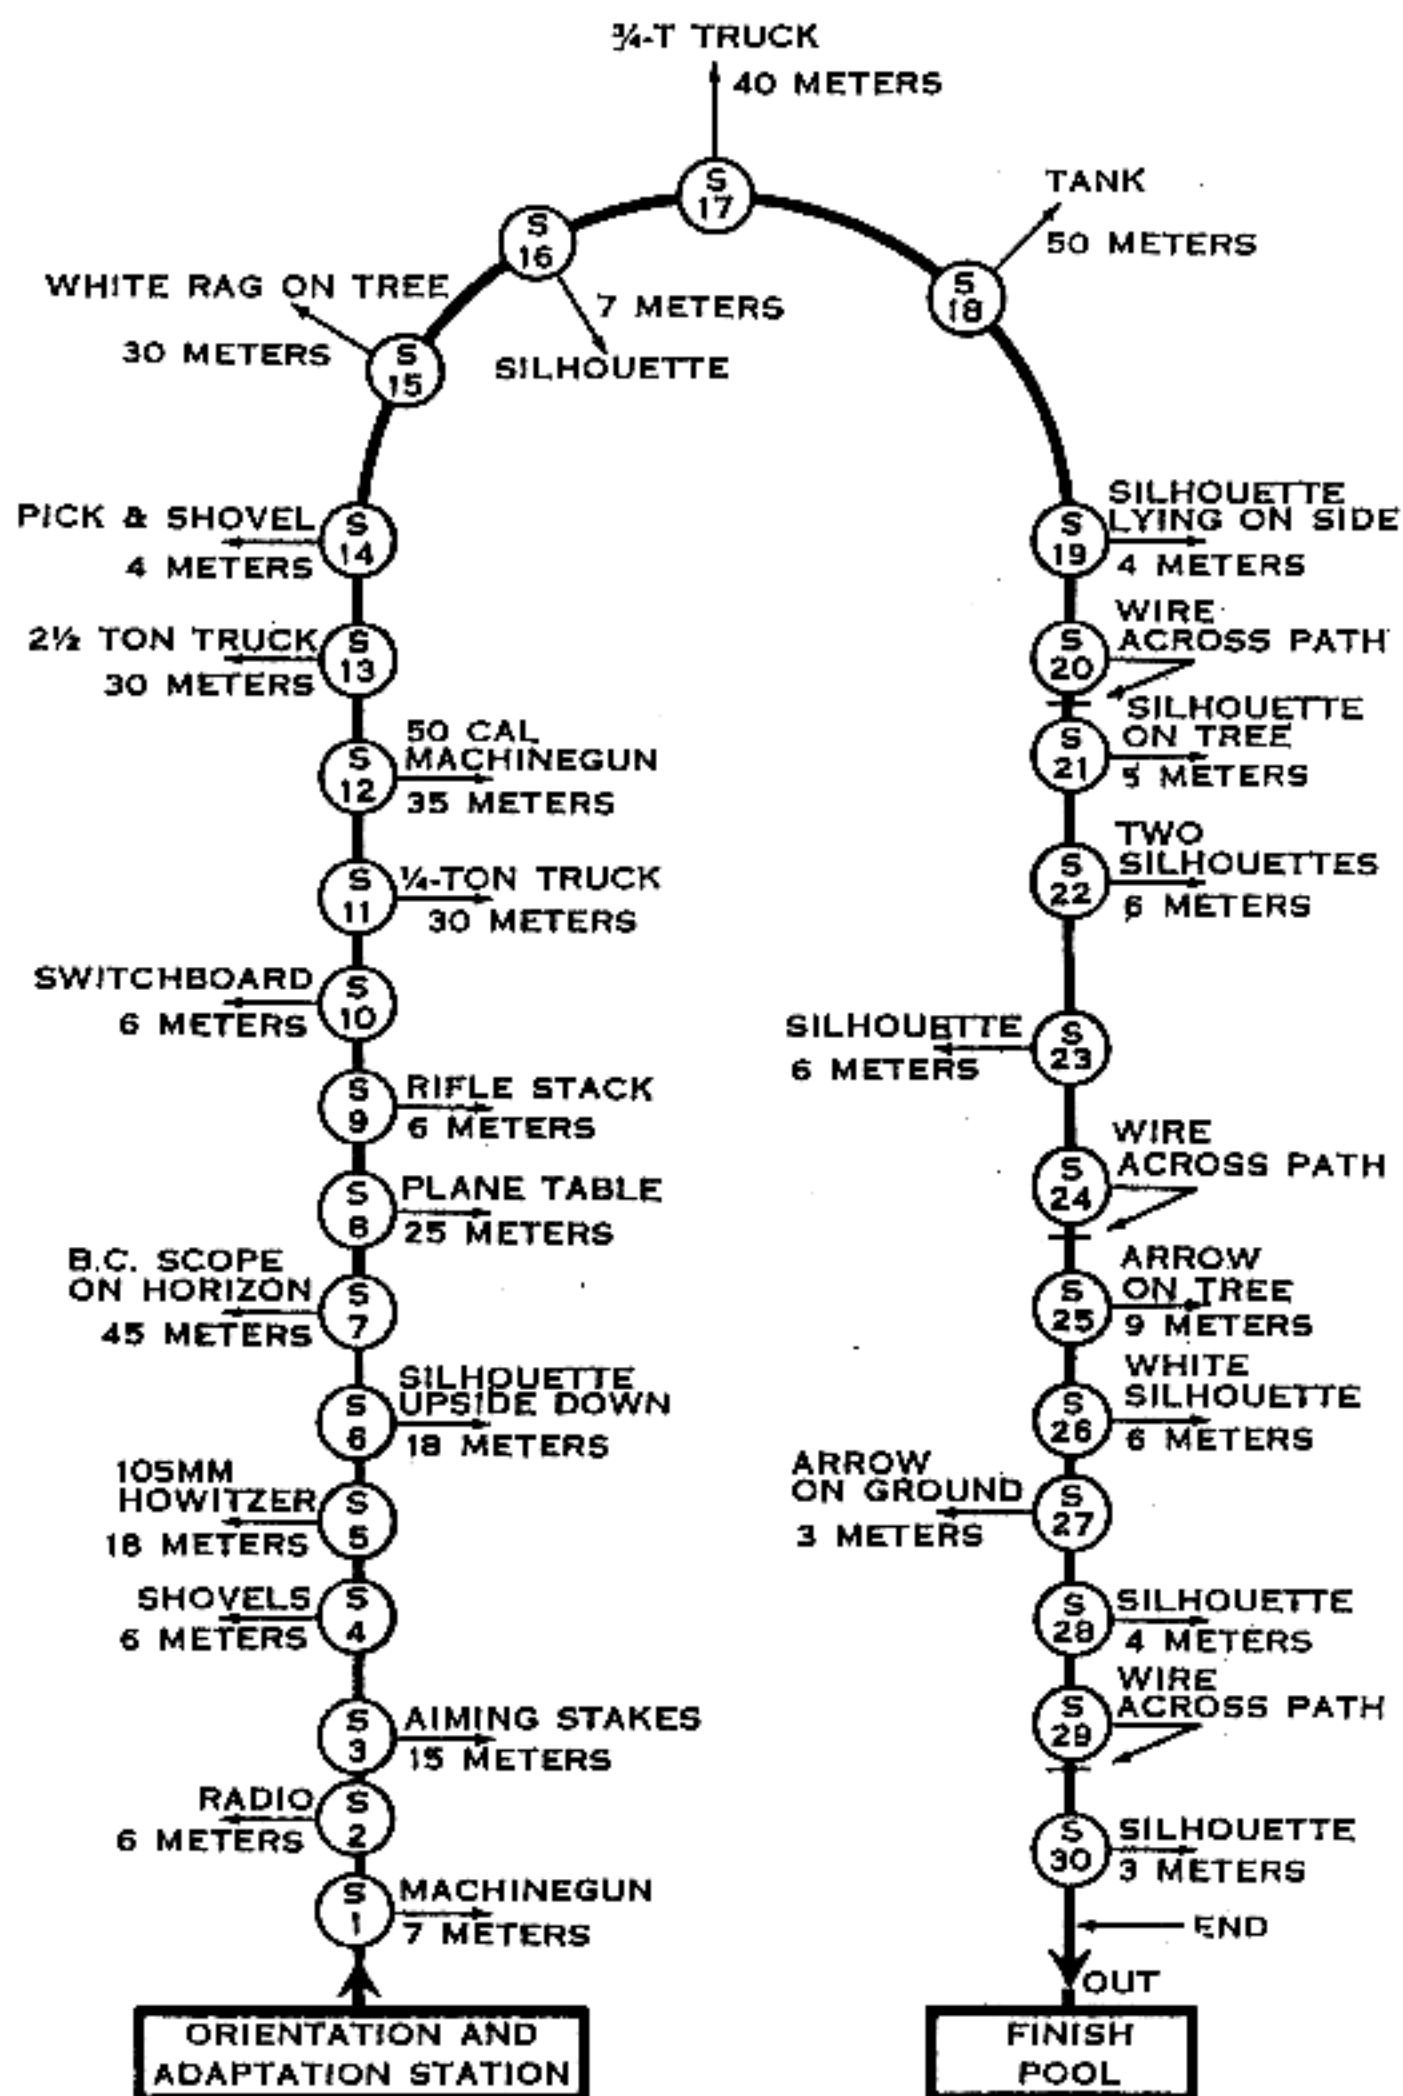 ¾-T TRUCK
40 METERS
S
17
TANK
50 METERS
S
18
S
16
7 METERS
SILHOUETTE
WHITE RAG ON TREE
30 METERS
S
15
PICK & SHOVEL
4 METERS
S
14
2½ TON TRUCK
30 METERS
S
13
50 CAL
MACHINEGUN
35 METERS
S
12
¼-TON TRUCK
30 METERS
S
11
SWITCHBOARD
6 METERS
S
10
RIFLE STACK
6 METERS
S
9
PLANE TABLE
25 METERS
S
8
B.C. SCOPE
ON HORIZON
45 METERS
S
7
SILHOUETTE
UPSIDE DOWN
18 METERS
S
6
105MM
HOWITZER
18 METERS
S
5
SHOVELS
6 METERS
S
4
AIMING STAKES
15 METERS
S
3
RADIO
6 METERS
S
2
MACHINEGUN
7 METERS
S
1
ORIENTATION AND
ADAPTATION STATION
SILHOUETTE
LYING ON SIDE
4 METERS
S
19
WIRE
ACROSS PATH
S
20
SILHOUETTE
ON TREE
5 METERS
S
21
TWO
SILHOUETTES
6 METERS
S
22
SILHOUETTE
6 METERS
S
23
WIRE
ACROSS PATH
S
24
ARROW
ON TREE
9 METERS
S
25
WHITE
SILHOUETTE
6 METERS
S
26
ARROW
ON GROUND
3 METERS
S
27
SILHOUETTE
4 METERS
S
28
WIRE
ACROSS PATH
S
29
SILHOUETTE
3 METERS
S
30
END
OUT
FINISH
POOL